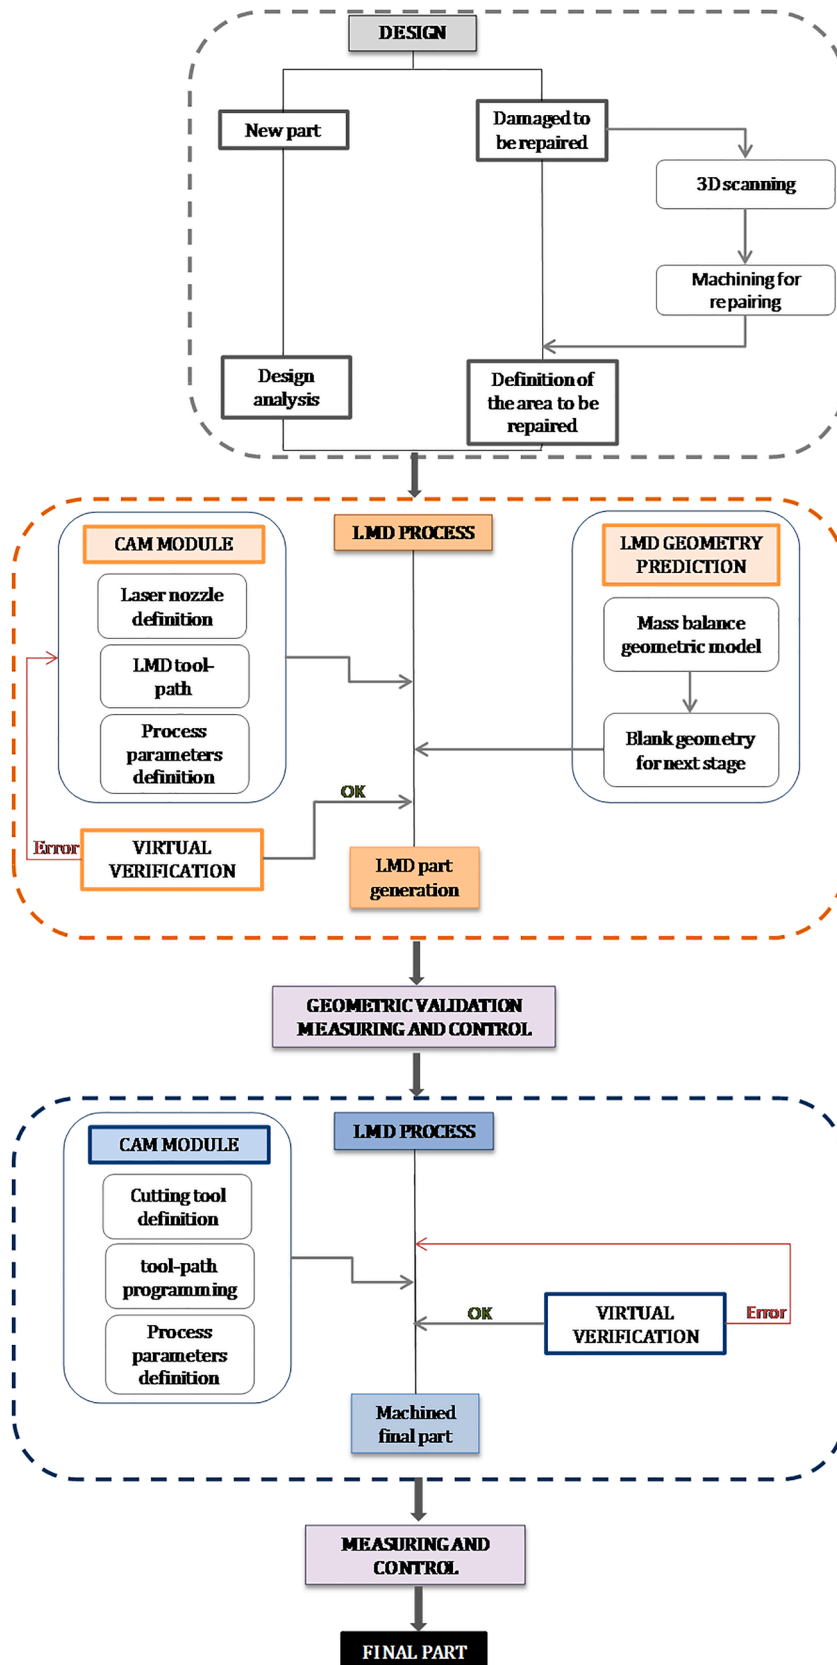 DESIGN
New part
Damaged to
be repaired
3D scanning
Machining for
repairing
Design
analysis
Definition of
the area to be
repaired
CAM MODULE
Laser nozzle
definition
LMD tool-
path
Process
parameters
definition
LMD PROCESS
LMD GEOMETRY
PREDICTION
Mass balance
geometric model
Blank geometry
for next stage
OK
Error
VIRTUAL
VERIFICATION
LMD part
generation
GEOMETRIC VALIDATION
MEASURING AND CONTROL
CAM MODULE
Cutting tool
definition
tool-path
programming
Process
parameters
definition
LMD PROCESS
OK
VIRTUAL
VERIFICATION
Error
Machined
final part
MEASURING AND
CONTROL
FINAL PART